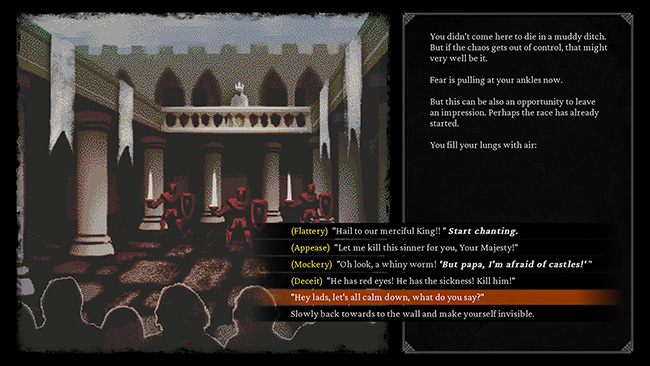 You didn't come here to die in a muddy ditch.
But if the chaos gets out of control, that might
very well be it.
Fear is pulling at your ankles now.
But this can be also an opportunity to leave
an impression. Perhaps the race has already
started.
You fill your lungs with air:
(Flattery) "Hail to our merciful King!! " Start chanting.
(Appease) "Let me kill this sinner for you, Your Majesty!"
(Mockery) "Oh look, a whiny worm! 'But papa, I'm afraid of castles!' "
(Deceit) "He has red eyes! He has the sickness! Kill him!"
"Hey lads, let's all calm down, what do you say?"
Slowly back towards to the wall and make yourself invisible.